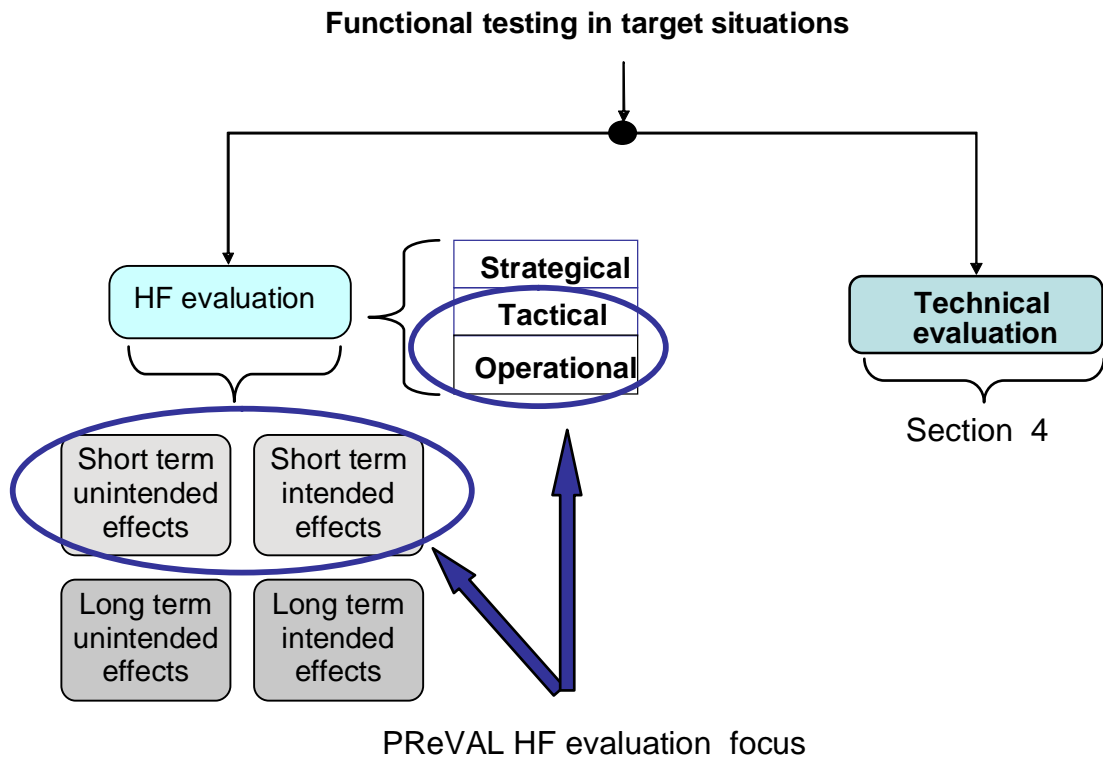 Functional testing in target situations
HF evaluation
Strategical
Tactical
Operational
Technical
evaluation
Section 4
Short term
unintended
effects
Short term
intended
effects
Long term
unintended
effects
Long term
intended
effects
PReVAL HF evaluation focus